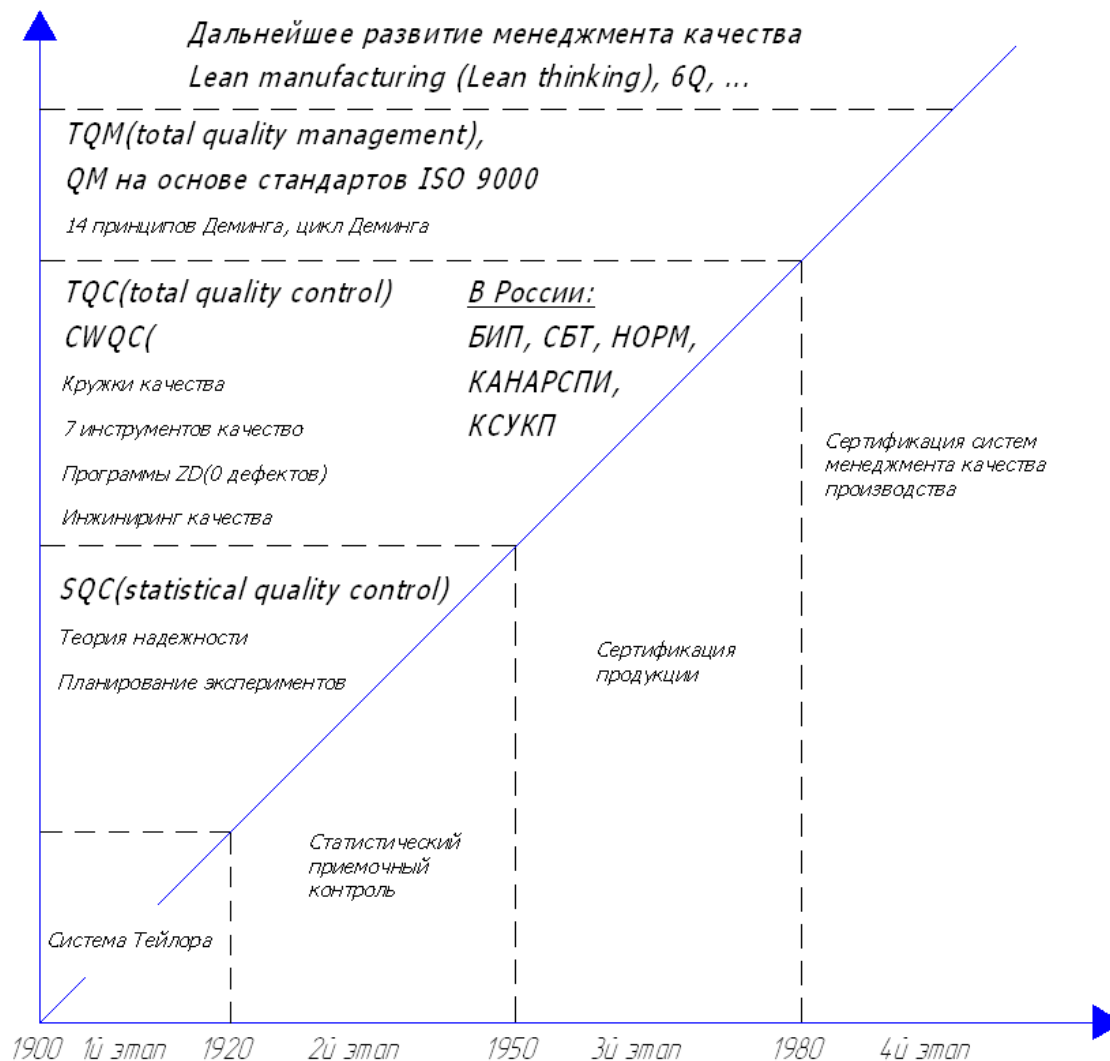 Дальнейшее развитие менеджмента качества
Lean manufacturing (Lean thinking), 6Q, ...
TQM(total quality management),
QM на основе стандартов ISO 9000
14 принципов Деминга, цикл Деминга
TQC(total quality control)
CWQC(
Кружки качества
7 инструментов качество
Программы ZD(0 дефектов)
Инжиниринг качества
В России:
БИП, СБТ, НОРМ,
КАНАРСПИ,
КСУКП
Сертификация систем
менеджмента качества
производства
SQC(statistical quality control)
Теория надежности
Планирование экспериментов
Сертификация
продукции
Статистический
приемочный
контроль
Система Тейлора
1900 1й этап 1920 2й этап 1950 3й этап 1980 4й этап